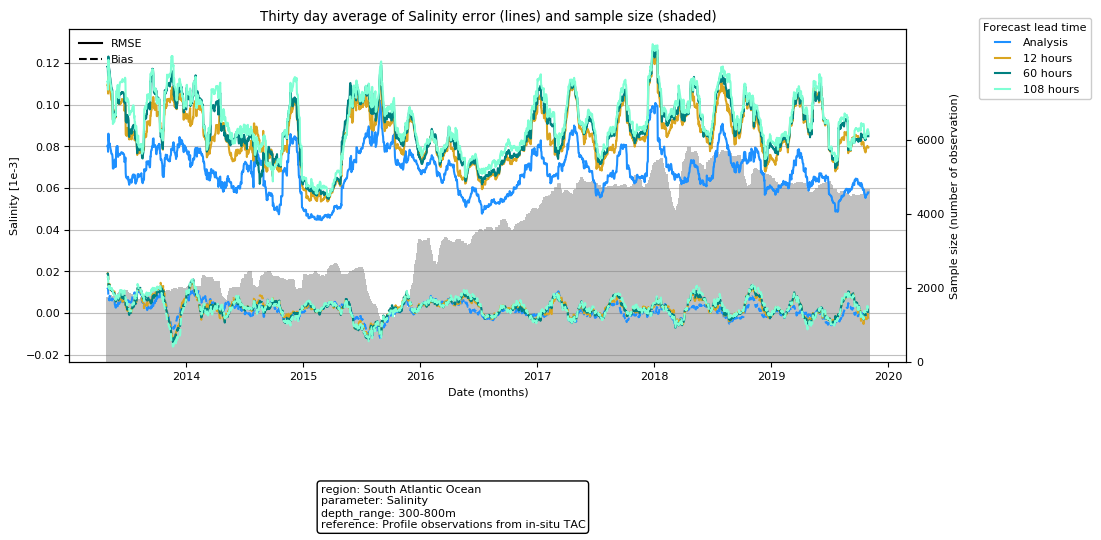 Thirty day average of Salinity error (lines) and sample size (shaded)
RMSE
Bias
Forecast lead time
Analysis
12 hours
60 hours
108 hours
Salinity [1e-3]
0.12
0.10
0.08
0.06
0.04
0.02
0.00
−0.02
6000
4000
2000
0
Sample size (number of observation)
2014
2015
2016
2017
2018
2019
2020
Date (months)
region: South Atlantic Ocean
parameter: Salinity
depth_range: 300-800m
reference: Profile observations from in-situ TAC